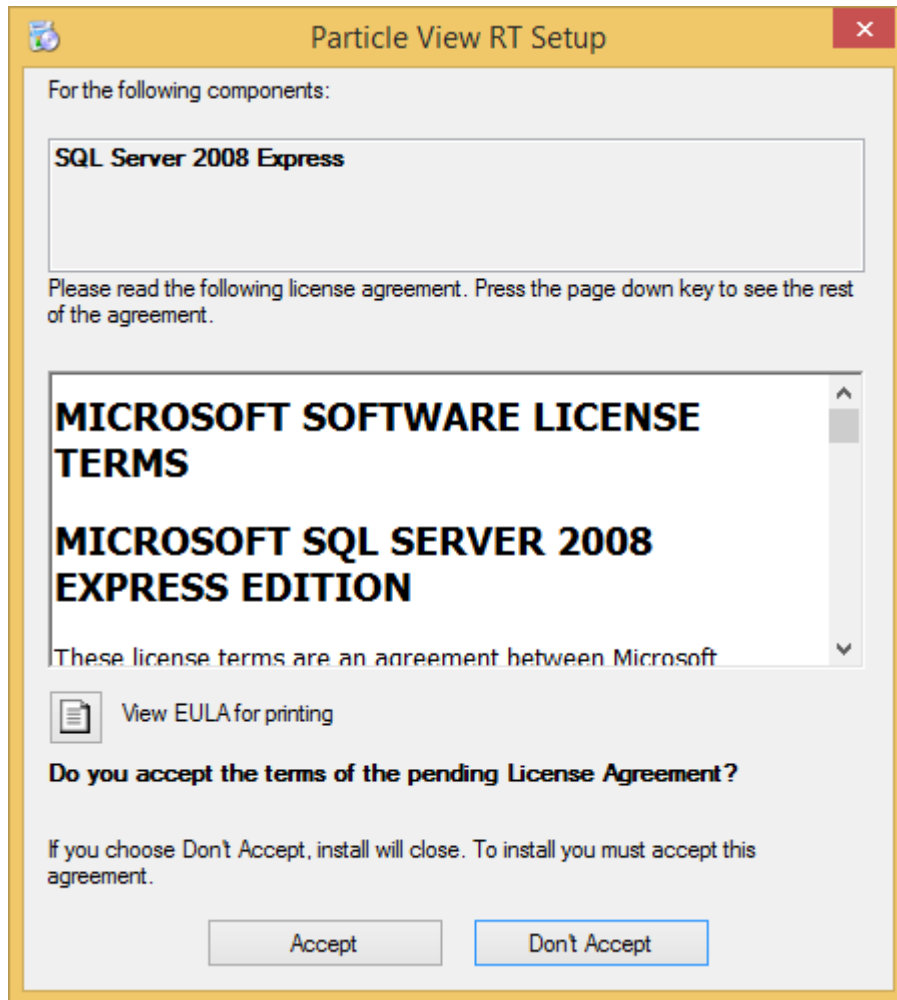 Particle View RT Setup
For the following components:
SQL Server 2008 Express
Please read the following license agreement. Press the page down key to see the rest
of the agreement.
MICROSOFT SOFTWARE LICENSE
TERMS
MICROSOFT SQL SERVER 2008
EXPRESS EDITION
These license terms are an agreement between Microsoft
View EULA for printing
Do you accept the terms of the pending License Agreement?
If you choose Don't Accept, install will close. To install you must accept this
agreement.
Accept
Don't Accept